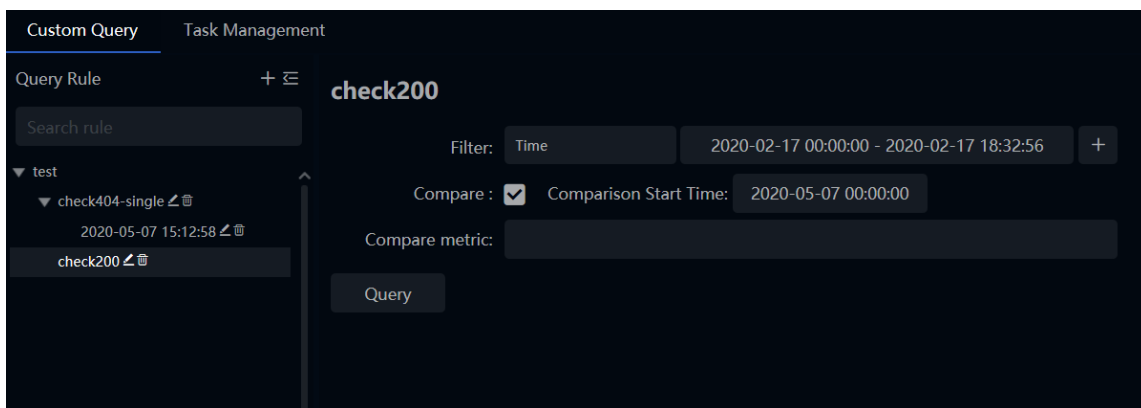 Custom Query Task Management
Query Rule
Search rule
test
check404-single
2020-05-07 15:12:58
check200
check200
Filter: Time 2020-02-17 00:00:00 - 2020-02-17 18:32:56 +
Compare : Comparison Start Time: 2020-05-07 00:00:00
Compare metric:
Query